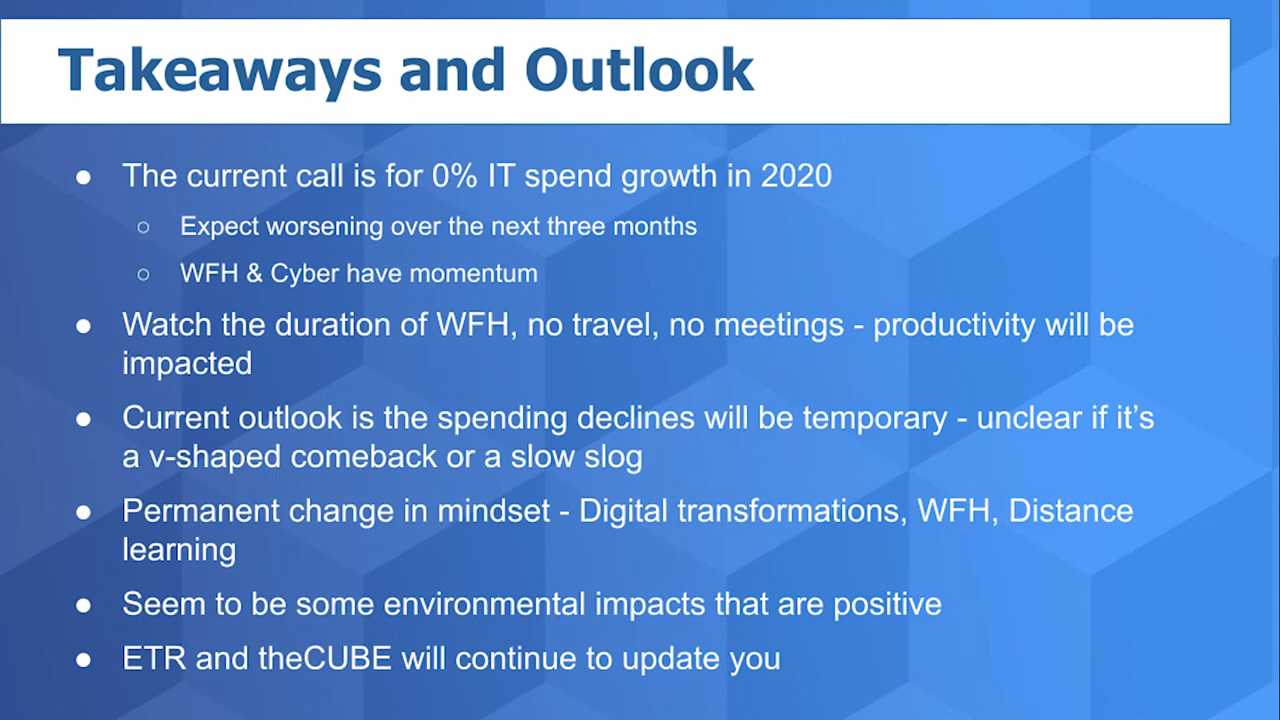 Takeaways and Outlook
● The current call is for 0% IT spend growth in 2020
○ Expect worsening over the next three months
○ WFH & Cyber have momentum
● Watch the duration of WFH, no travel, no meetings - productivity will be
impacted
● Current outlook is the spending declines will be temporary - unclear if it’s
a v-shaped comeback or a slow slog
● Permanent change in mindset - Digital transformations, WFH, Distance
learning
● Seem to be some environmental impacts that are positive
● ETR and theCUBE will continue to update you